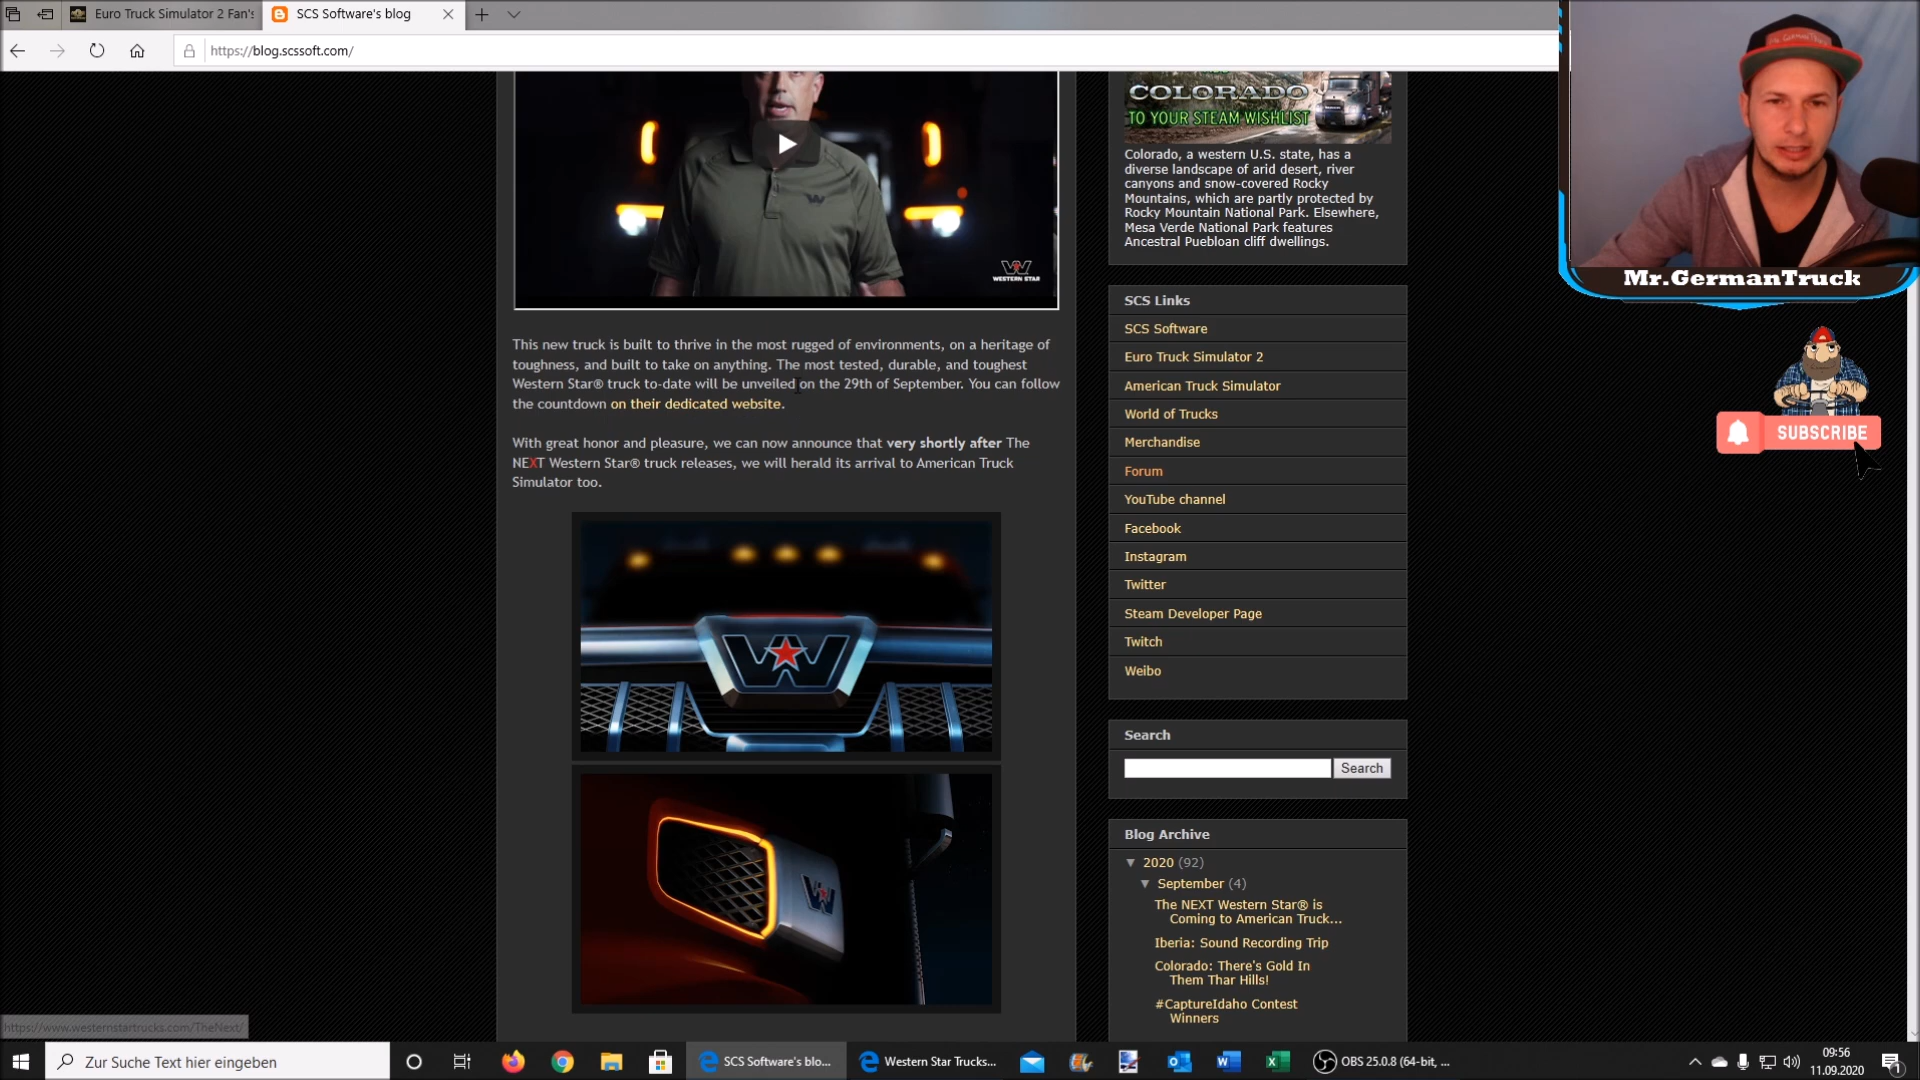 Euro Truck Simulator 2 Fan's
SCS Software's blog
https://blog.scssoft.com/
WESTERN STAR
This new truck is built to thrive in the most rugged of environments, on a heritage of
toughness, and built to take on anything. The most tested, durable, and toughest
Western Star® truck to-date will be unveiled on the 29th of September. You can follow
the countdown on their dedicated website.
With great honor and pleasure, we can now announce that very shortly after The
NEXT Western Star® truck releases, we will herald its arrival to American Truck
Simulator too.
COLORADO
TO YOUR STEAM WISHLIST
Colorado, a western U.S. state, has a
diverse landscape of arid desert, river
canyons and snow-covered Rocky
Mountains, which are partly protected by
Rocky Mountain National Park. Elsewhere,
Mesa Verde National Park features
Ancestral Puebloan cliff dwellings.
SCS Links
SCS Software
Euro Truck Simulator 2
American Truck Simulator
World of Trucks
Merchandise
Forum
YouTube channel
Facebook
Instagram
Twitter
Steam Developer Page
Twitch
Weibo
Search
Search
Blog Archive
2020 (92)
September (4)
The NEXT Western Star® is
Coming to American Truck...
Iberia: Sound Recording Trip
Colorado: There's Gold In
Them Thar Hills!
#CaptureIdaho Contest
Winners
Mr.GermanTruck
SUBSCRIBE
https://www.westernstartrucks.com/TheNext/
Zur Suche Text hier eingeben
SCS Software's blo...
Western Star Trucks...
OBS 25.0.8 (64-bit, ...
09:56
11.09.2020
1